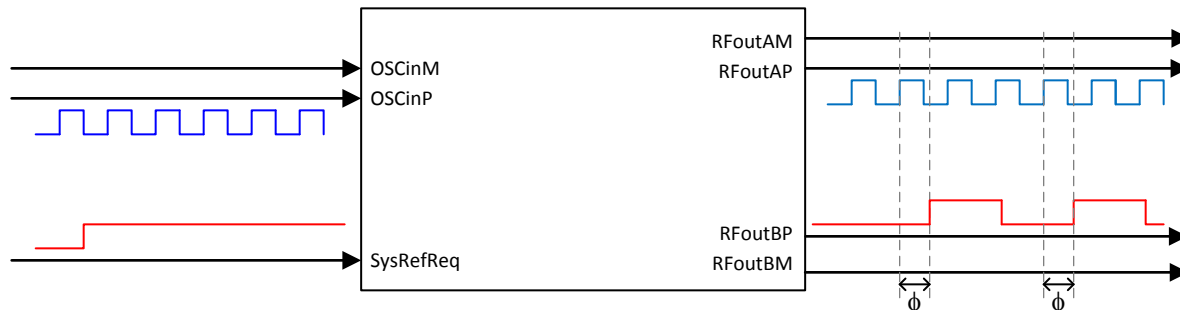 OSCinM
OSCinP
SysRefReq
RFoutAM
RFoutAP
RFoutBP
RFoutBM
ϕ
ϕ